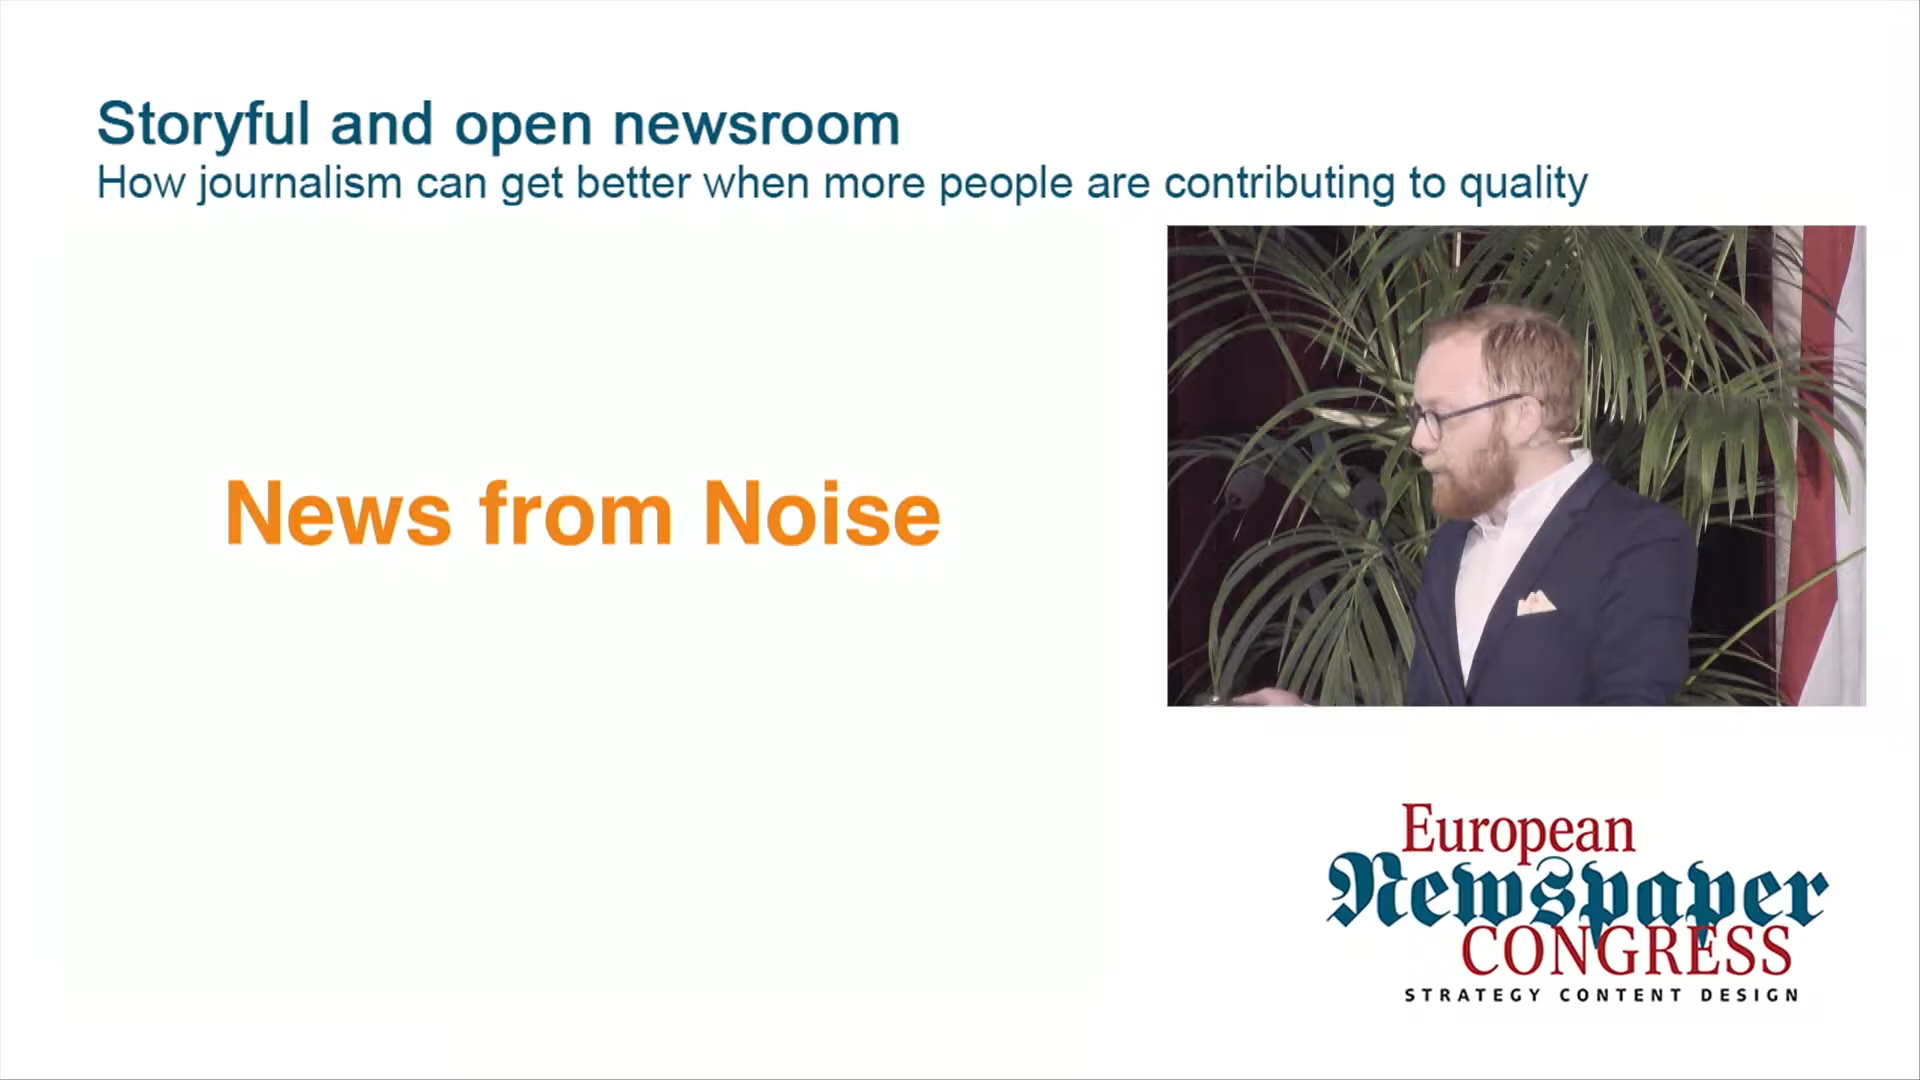 Storyful and open newsroom
How journalism can get better when more people are contributing to quality
News from Noise
European
Newspaper
CONGRESS
STRATEGY CONTENT DESIGN